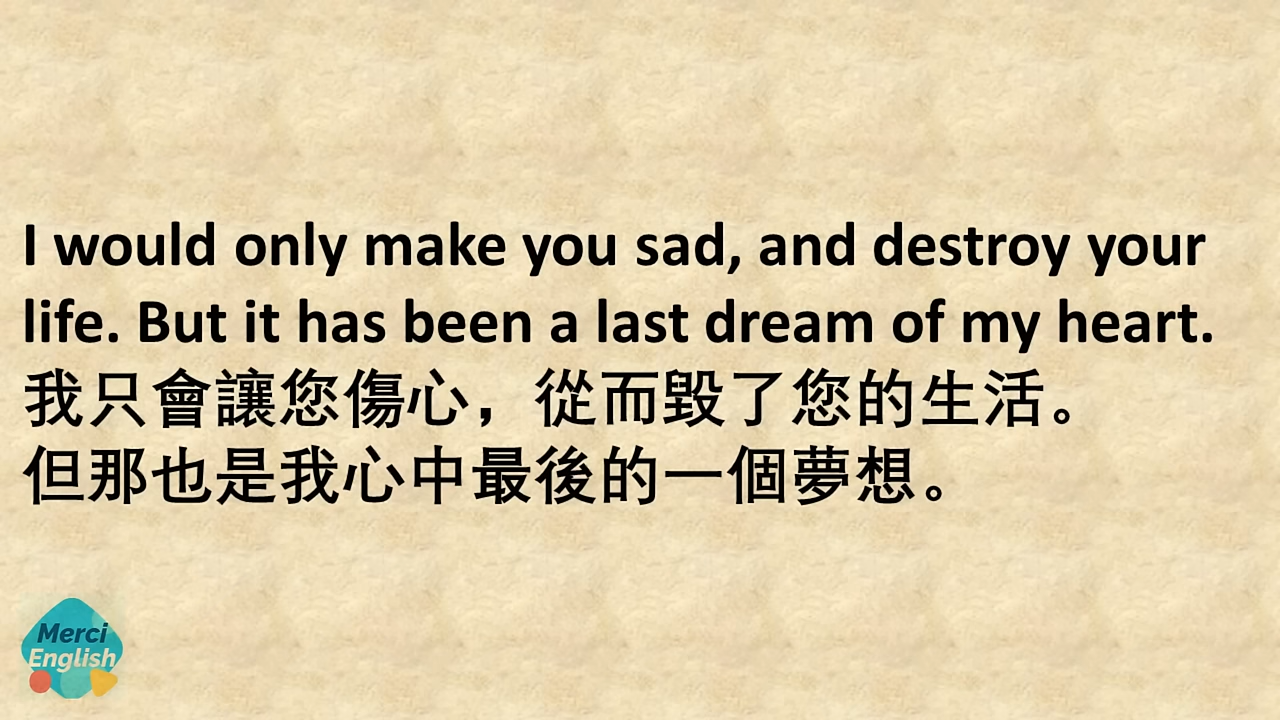 I would only make you sad, and destroy your
life. But it has been a last dream of my heart.
我只會讓您傷心，從而毀了您的生活。
但那也是我心中最後的一個夢想。
Merci
English